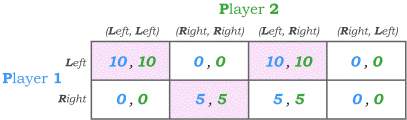 Player 2
(Left, Left) (Right, Right) (Left, Right) (Right, Left)
Left 10 , 10 0 , 0 10 , 10 0 , 0
Player 1
Right 0 , 0 5 , 5 5 , 5 0 , 0